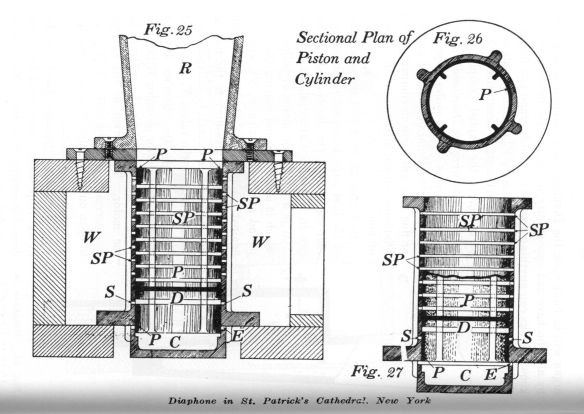 Fig. 25
R
P
P
SP
SP
SP
W
W
P
S
D
S
P
C
E
Sectional Plan of
Piston and
Cylinder
Fig. 26
P
SP
SP
SP
P
D
S
S
P
C
E
Fig. 27
Diaphone in St. Patrick's Cathedral. New York